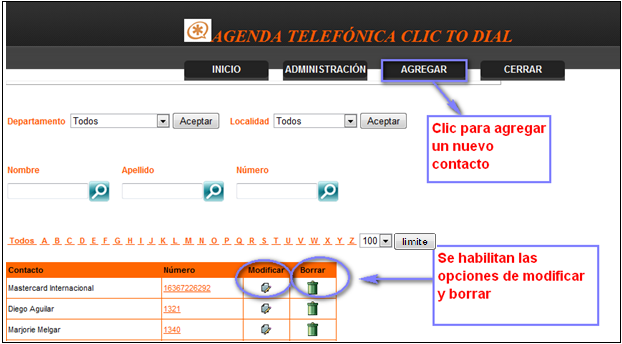 AGENDA TELEFÓNICA CLIC TO DIAL
INICIO ADMINISTRACIÓN AGREGAR CERRAR
Departamento Todos Aceptar Localidad Todos Aceptar
Clic para agregar
un nuevo
contacto
Nombre Apellido Número
Todos A B C D E F G H I J K L M N O P Q R S T U V W X Y Z 100 limite
Se habilitan las
opciones de modificar
y borrar
Contacto Número Modificar Borrar
Mastercard Internacional 16367226292
Diego Aguilar 1321
Marjorie Melgar 1340